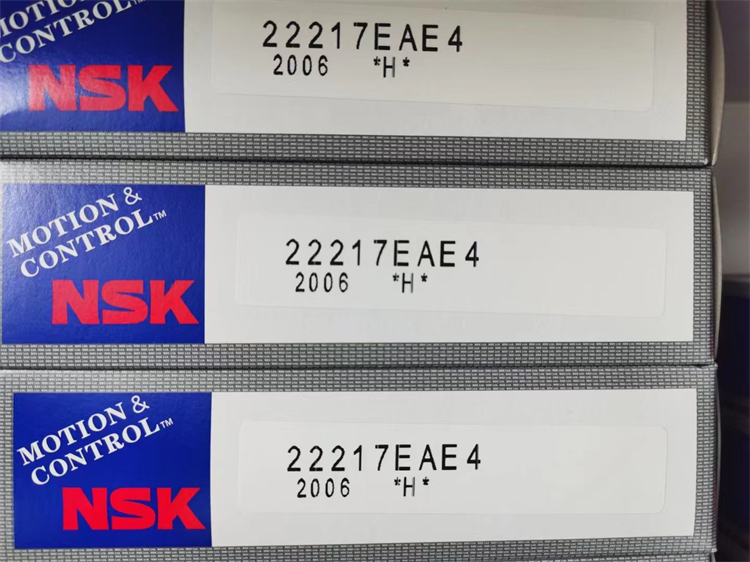 MOTION &
CONTROL
NSK
22217EAE4
2006 *H*
MOTION &
CONTROL™
NSK
22217EAE4
2006 *H*
MOTION &
CONTROL™
NSK
22217EAE4
2006 *H*